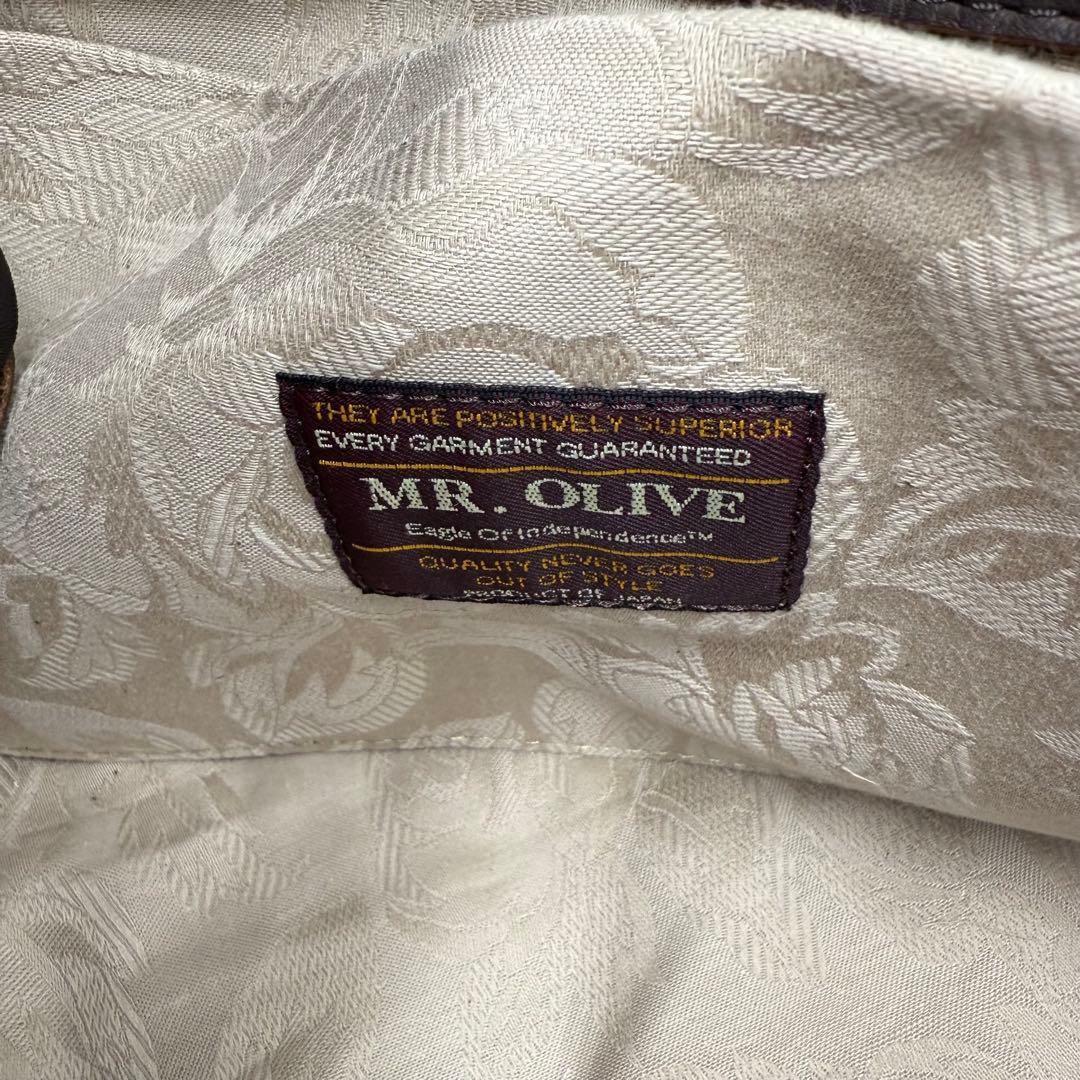 THEY ARE POSITIVELY SUPERIOR
EVERY GARMENT GUARANTEED
MR. OLIVE
Eagle Of Independence™
QUALITY NEVER GOES
OUT OF STYLE
PRODUCT OF JAPAN